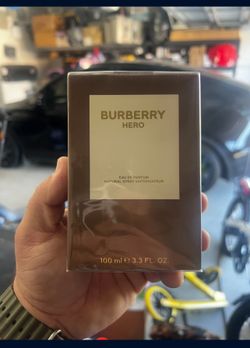 BURBERRY
HERO
EAU DE PARFUM
NATURAL SPRAY VAPORISATEUR
100 ml ℮ 3.3 FL. OZ.